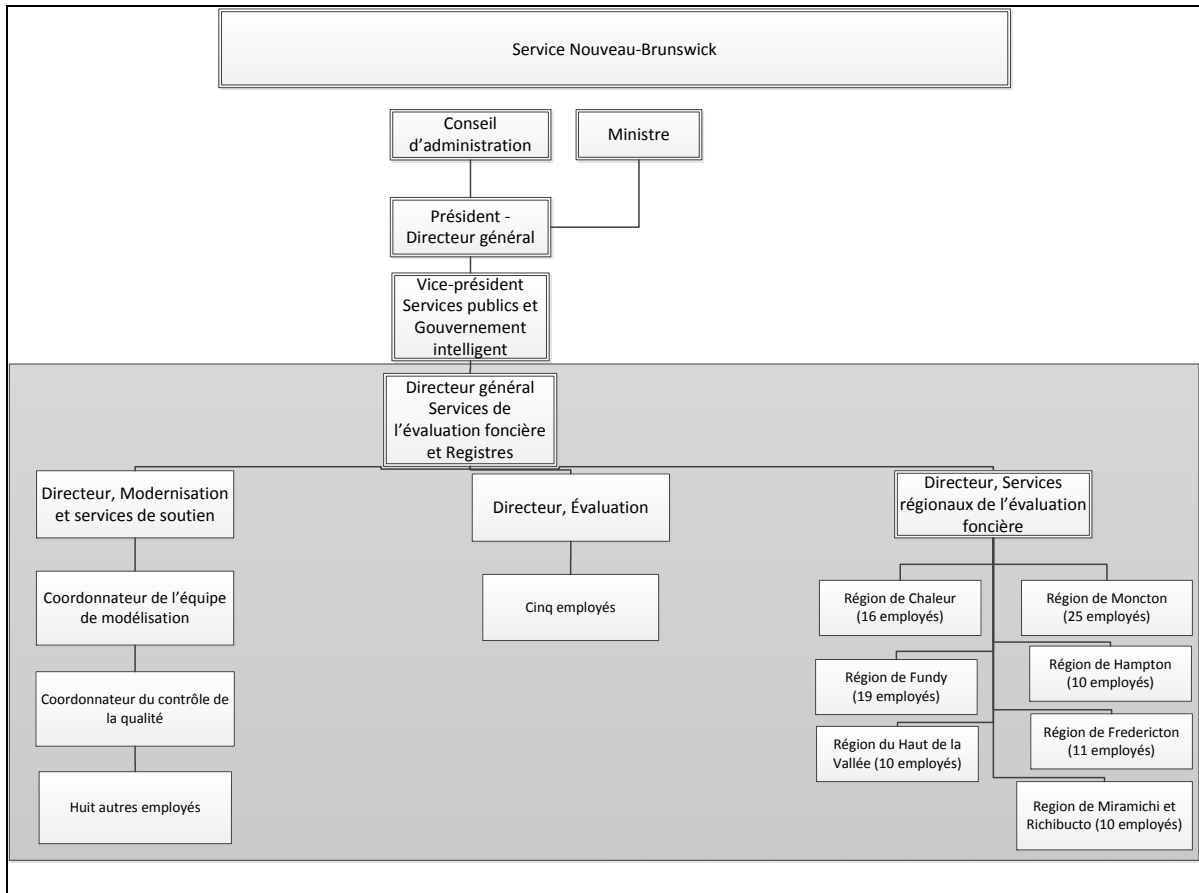 Service Nouveau-Brunswick
Conseil
d’administration
Ministre
Président -
Directeur général
Vice-président
Services publics et
Gouvernement
intelligent
Directeur général
Services de
l’évaluation foncière
et Registres
Directeur, Modernisation
et services de soutien
Directeur, Évaluation
Directeur, Services
régionaux de l’évaluation
foncière
Coordonnateur de l’équipe
de modélisation
Cinq employés
Région de Chaleur
(16 employés)
Région de Moncton
(25 employés)
Région de Hampton
(10 employés)
Région de Fundy
(19 employés)
Coordonnateur du contrôle de
la qualité
Région de Fredericton
(11 employés)
Région du Haut de la
Vallée (10 employés)
Huit autres employés
Region de Miramichi et
Richibucto (10 employés)